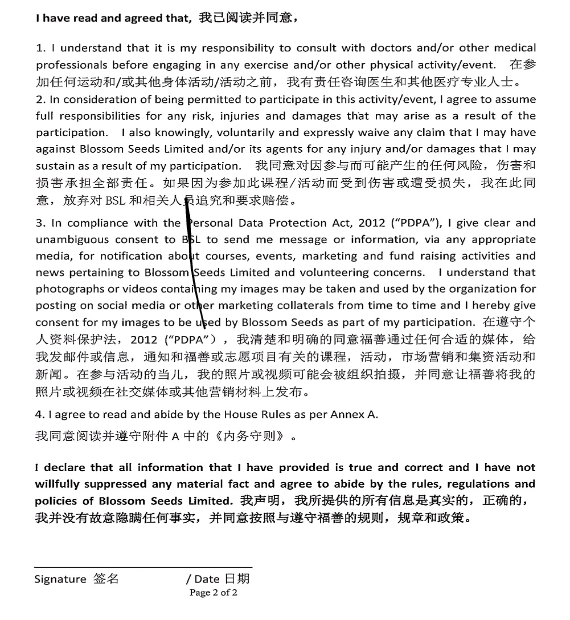 I have read and agreed that, 我已阅读并同意，
1. I understand that it is my responsibility to consult with doctors and/or other medical
professionals before engaging in any exercise and/or other physical activity/event. 在参
加任何运动和/或其他身体活动/活动之前，我有责任咨询医生和其他医疗专业人士。
2. In consideration of being permitted to participate in this activity/event, I agree to assume
full responsibilities for any risk, injuries and damages that may arise as a result of the
participation. I also knowingly, voluntarily and expressly waive any claim that I may have
against Blossom Seeds Limited and/or its agents for any injury and/or damages that I may
sustain as a result of my participation. 我同意对因参与而可能产生的任何风险，伤害和
损害承担全部责任。如果因为参加此课程/活动而受到伤害或遭受损失，我在此同
意，放弃对 BSL 和相关人员追究和要求赔偿。
3. In compliance with the Personal Data Protection Act, 2012 (“PDPA”), I give clear and
unambiguous consent to BSL to send me message or information, via any appropriate
media, for notification about courses, events, marketing and fund raising activities and
news pertaining to Blossom Seeds Limited and volunteering concerns. I understand that
photographs or videos containing my images may be taken and used by the organization for
posting on social media or other marketing collaterals from time to time and I hereby give
consent for my images to be used by Blossom Seeds as part of my participation. 在遵守个
人资料保护法，2012 (“PDPA”) ，我清楚和明确的同意福善通过任何合适的媒体，给
我发邮件或信息，通知和福善或志愿项目有关的课程，活动，市场营销和集资活动和
新闻。在参与活动的当儿，我的照片或视频可能会被组织拍摄，并同意让福善将我的
照片或视频在社交媒体或其他营销材料上发布。
4. I agree to read and abide by the House Rules as per Annex A.
我同意阅读并遵守附件 A 中的《内务守则》。
I declare that all information that I have provided is true and correct and I have not
willfully suppressed any material fact and agree to abide by the rules, regulations and
policies of Blossom Seeds Limited. 我声明，我所提供的所有信息是真实的，正确的，
我并没有故意隐瞒任何事实，并同意按照与遵守福善的规则，规章和政策。
Signature 签名 / Date 日期
Page 2 of 2